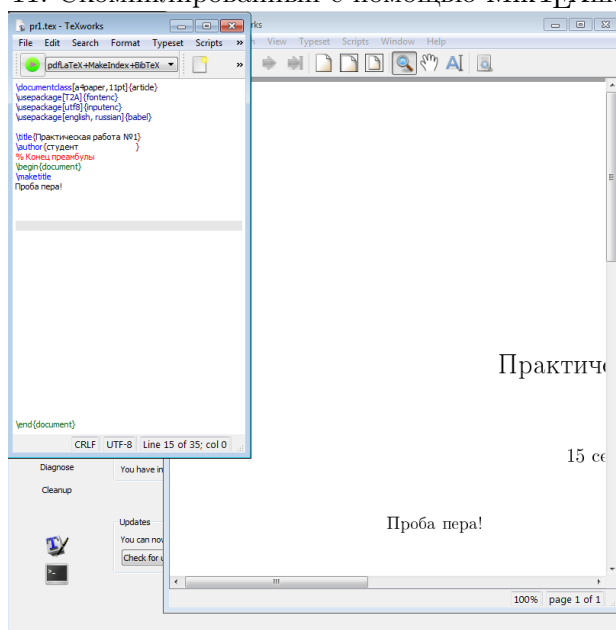 11. Скомпилированный с помощью MikTEX
pr1.tex - TeXworks
rks
File Edit Search Format Typeset Scripts »
View Typeset Scripts Window Help
pdfLaTeX+MakeIndex+BibTeX »
\documentclass[a4paper,11pt]{article}
\usepackage[T2A]{fontenc}
\usepackage[utf8]{inputenc}
\usepackage[english, russian]{babel}
\title{Практическая работа №1}
\author{студент }
% Конец преамбулы
\begin{document}
\maketitle
Проба пера!
\end{document}
CRLF UTF-8 Line 15 of 35; col 0
Практиче
15 се
Проба пера!
Diagnose
You have in
Cleanup
Updates
You can now
Check for u
100% page 1 of 1